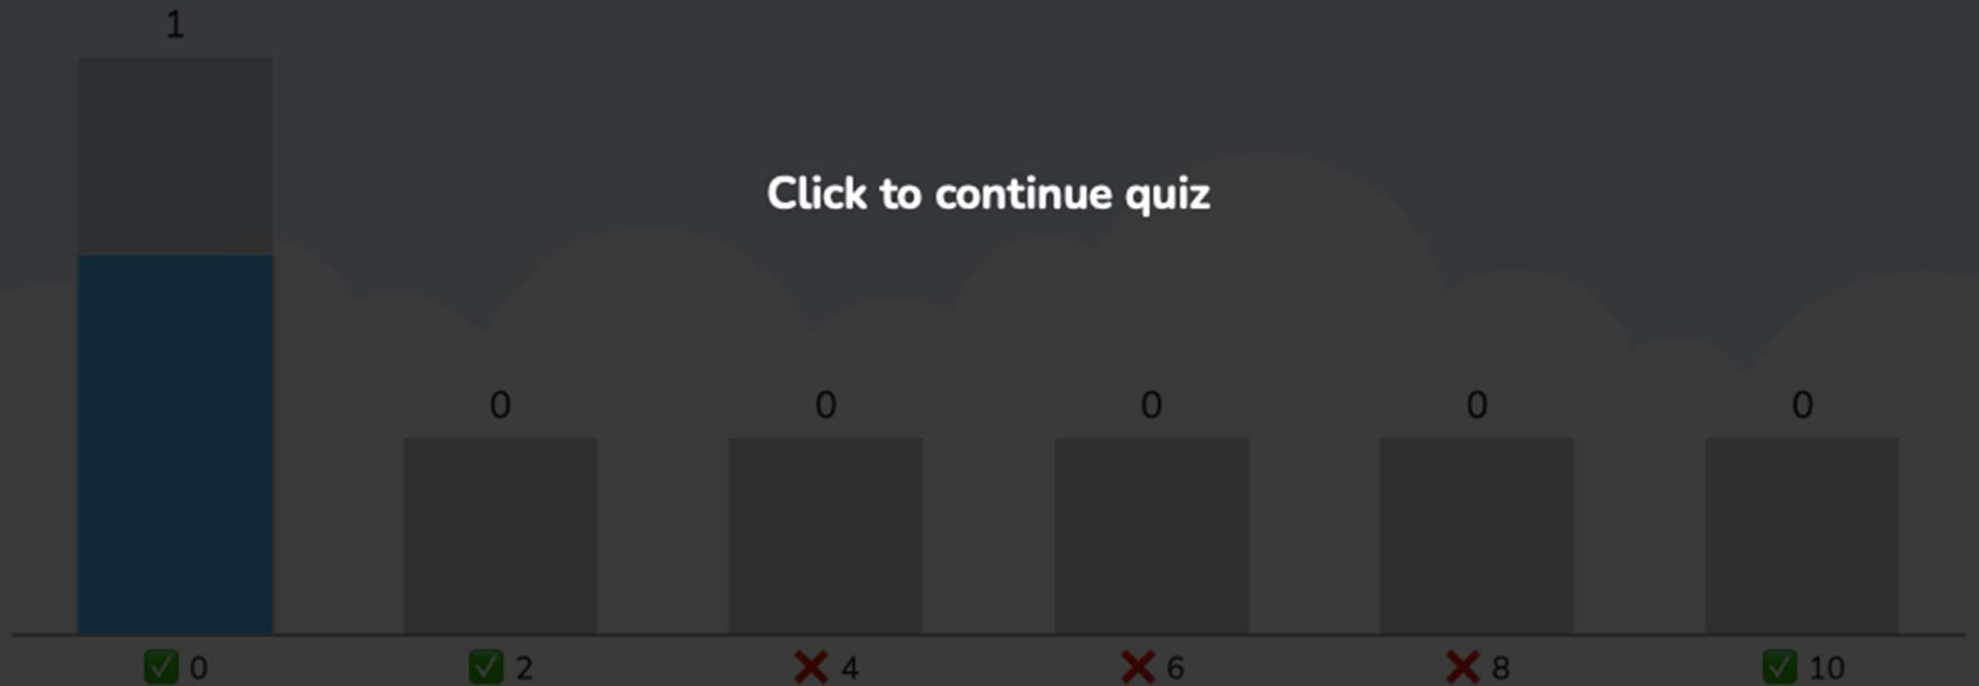 1
Click to continue quiz
0 0 0 0 0
✅ 0 ✅ 2 ❌ 4 ❌ 6 ❌ 8 ✅ 10